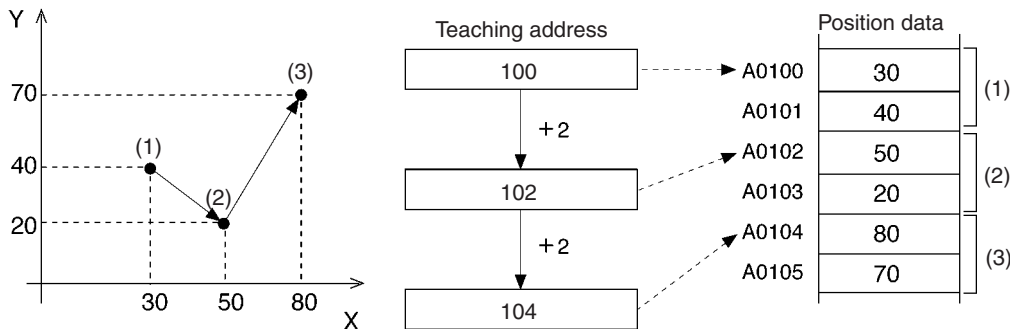 Y
70
40
20
(1)
(2)
(3)
30 50 80
X
Teaching address
100
+2
102
+2
104
Position data
A0100 30
A0101 40
A0102 50
A0103 20
A0104 80
A0105 70
(1)
(2)
(3)